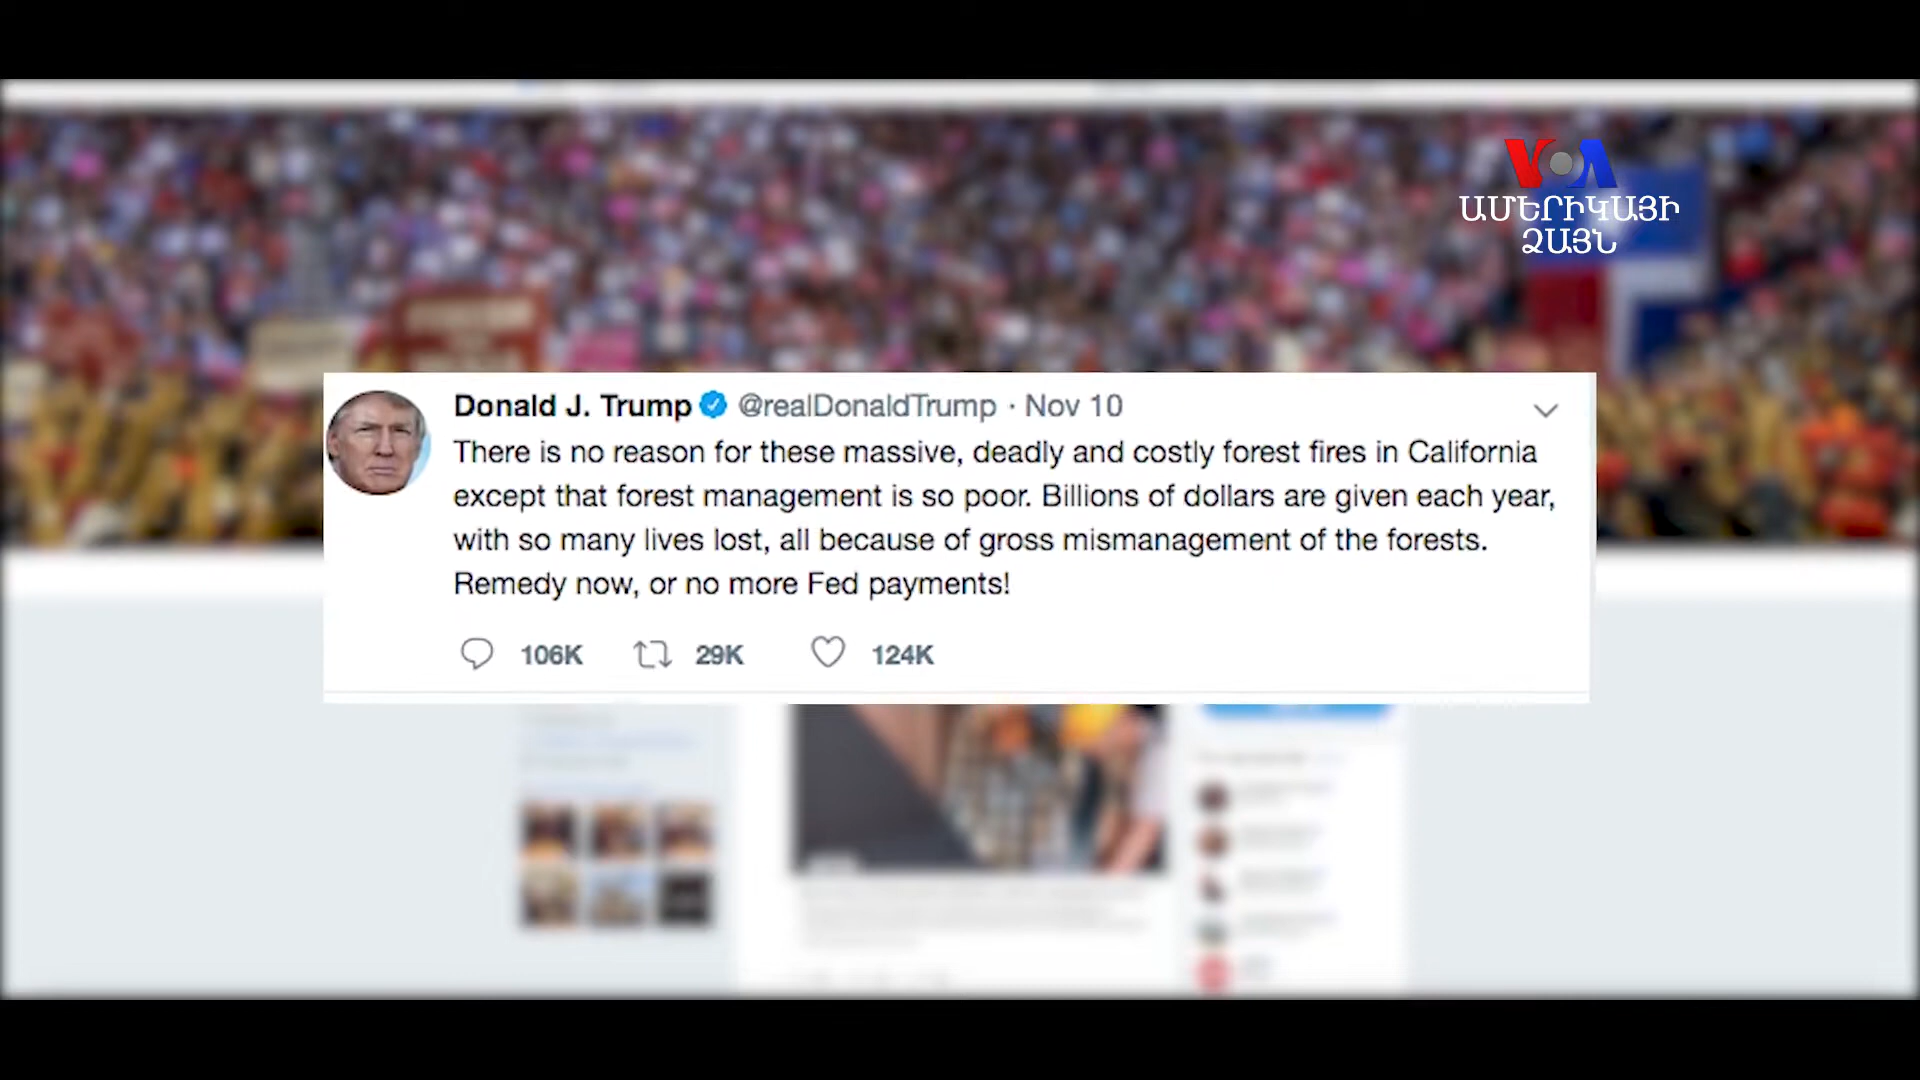 VOA
ԱՄԵՐԻԿԱՅԻ
ՁԱՅՆ
Donald J. Trump @realDonaldTrump · Nov 10
There is no reason for these massive, deadly and costly forest fires in California
except that forest management is so poor. Billions of dollars are given each year,
with so many lives lost, all because of gross mismanagement of the forests.
Remedy now, or no more Fed payments!
106K 29K 124K